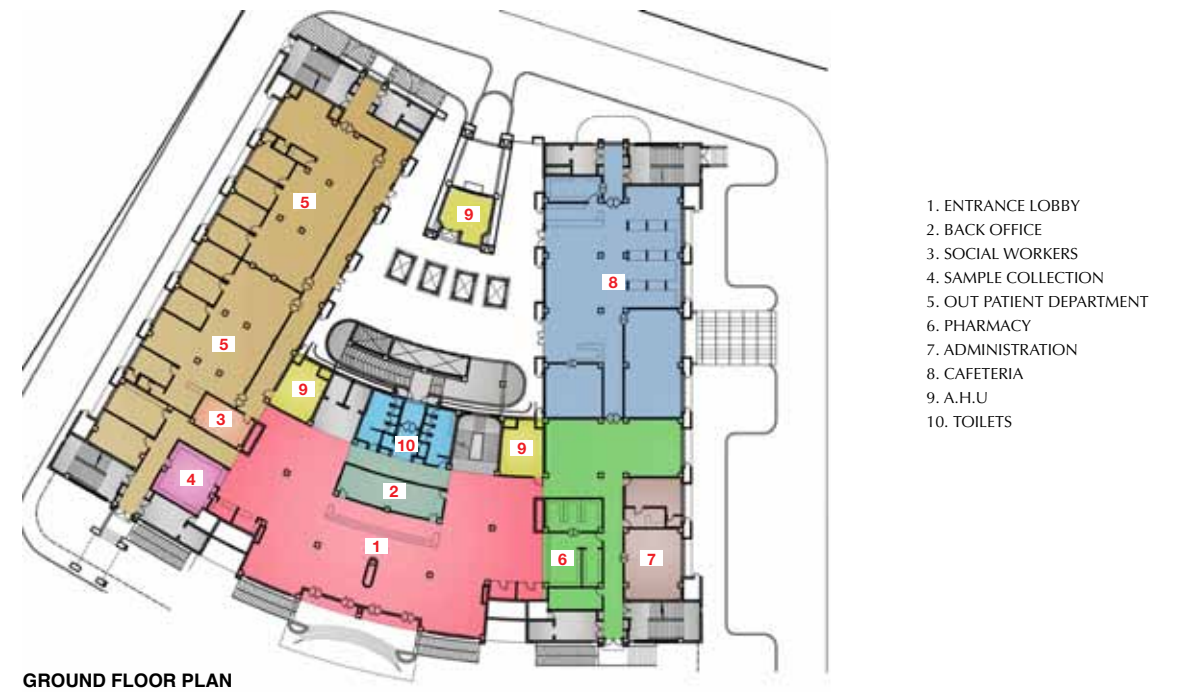 5
9
8
5
9
3
10
9
4
2
1
6
7
1. ENTRANCE LOBBY
2. BACK OFFICE
3. SOCIAL WORKERS
4. SAMPLE COLLECTION
5. OUT PATIENT DEPARTMENT
6. PHARMACY
7. ADMINISTRATION
8. CAFETERIA
9. A.H.U
10. TOILETS
GROUND FLOOR PLAN